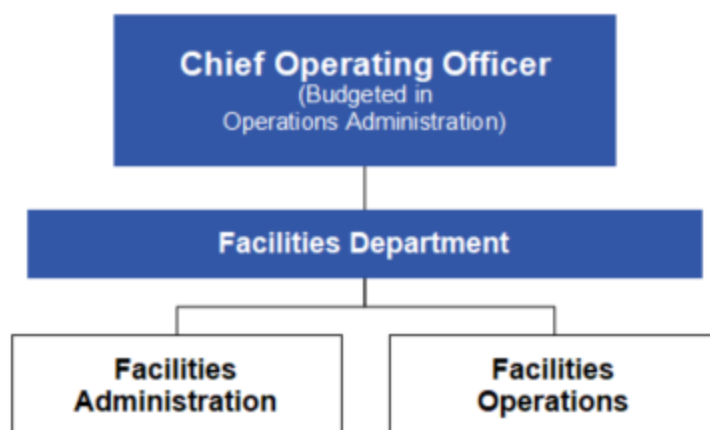 Chief Operating Officer
(Budgeted in
Operations Administration)
Facilities Department
Facilities
Administration
Facilities
Operations